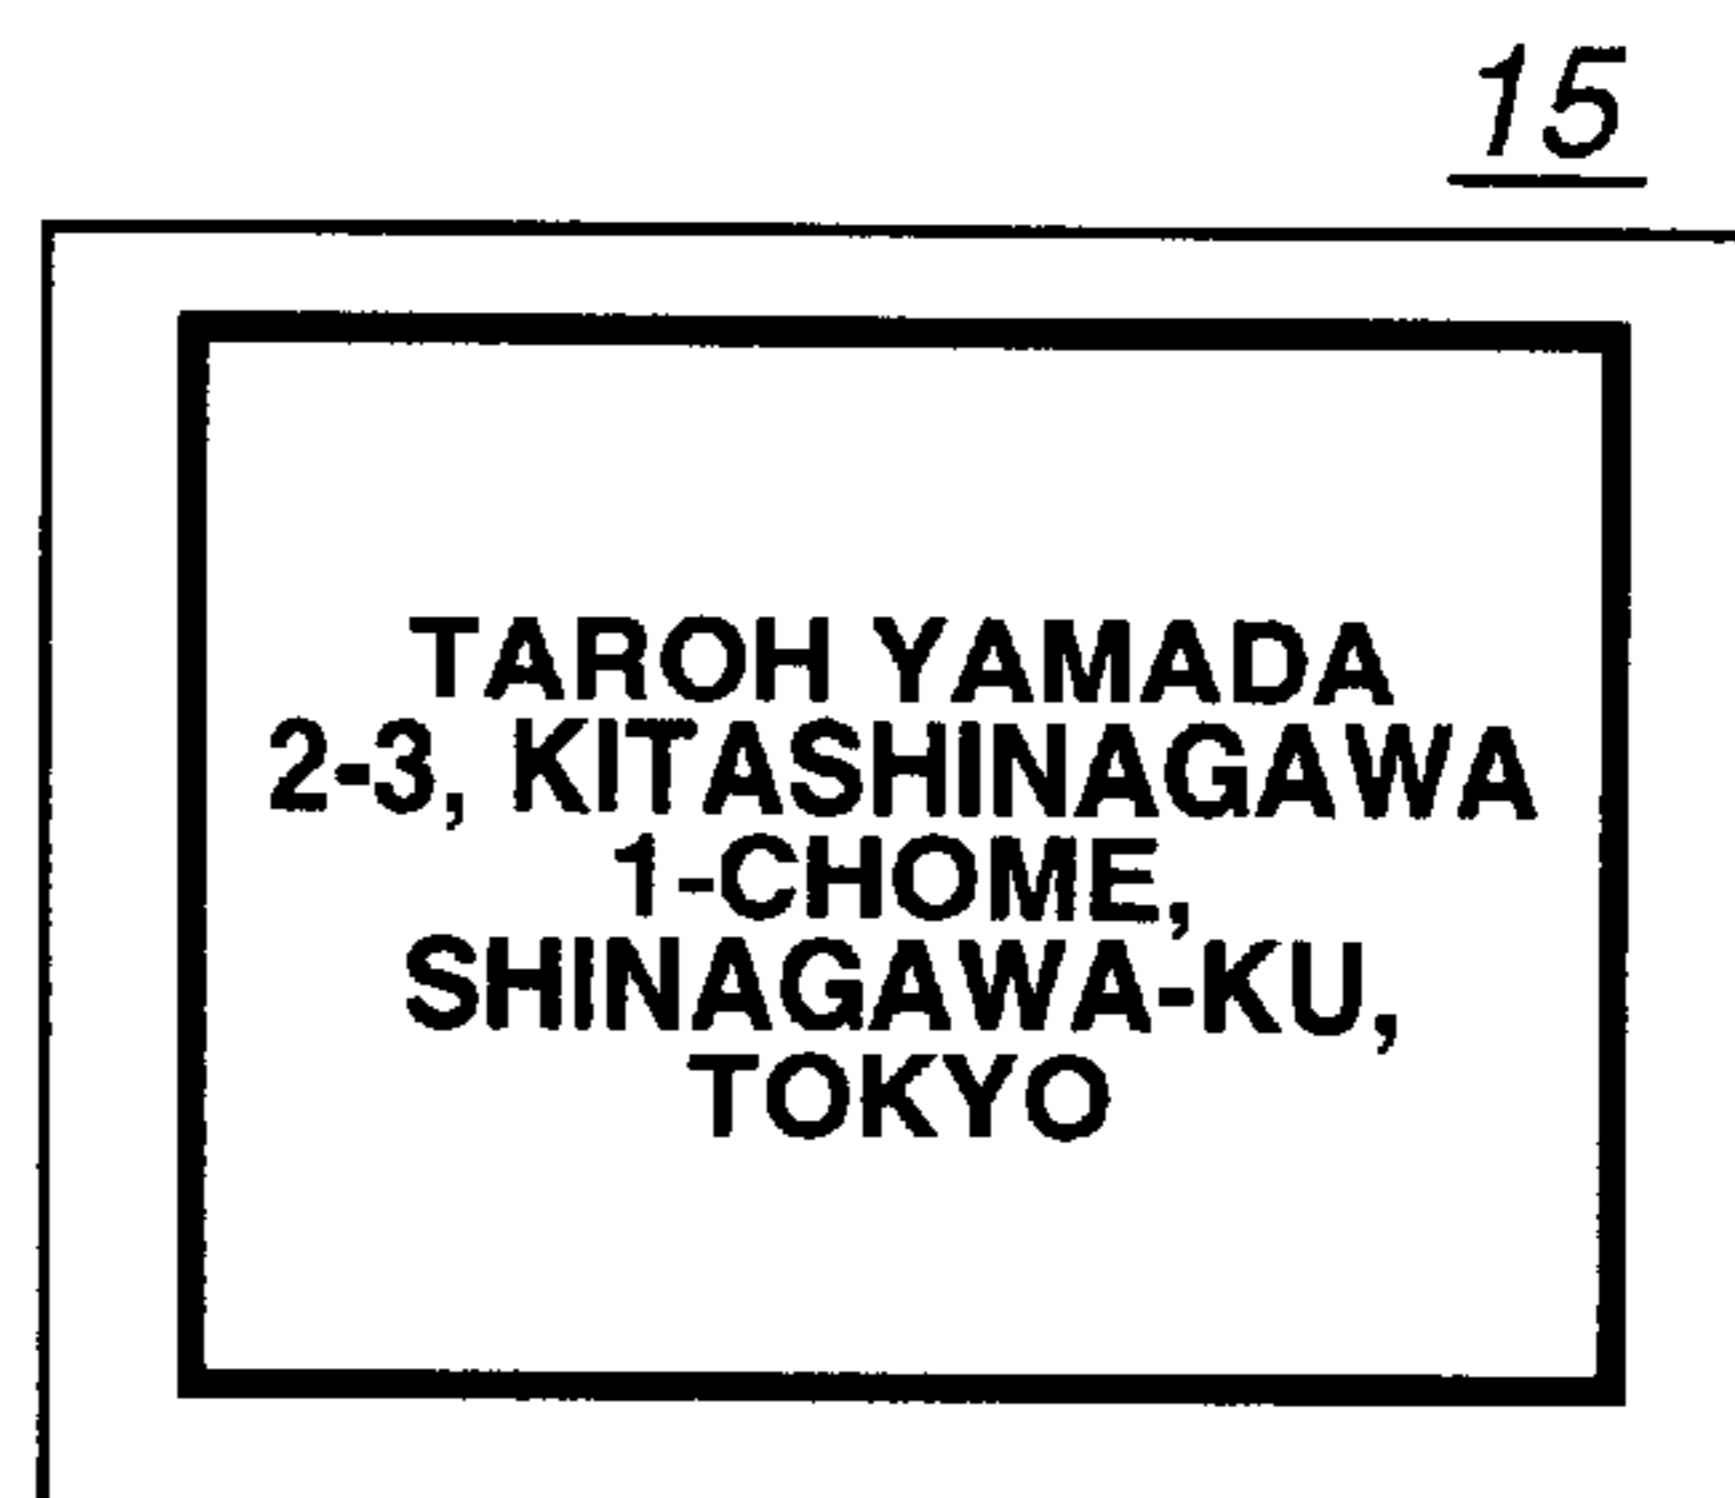 15
TAROH YAMADA
2-3, KITASHINAGAWA
1-CHOME,
SHINAGAWA-KU,
TOKYO